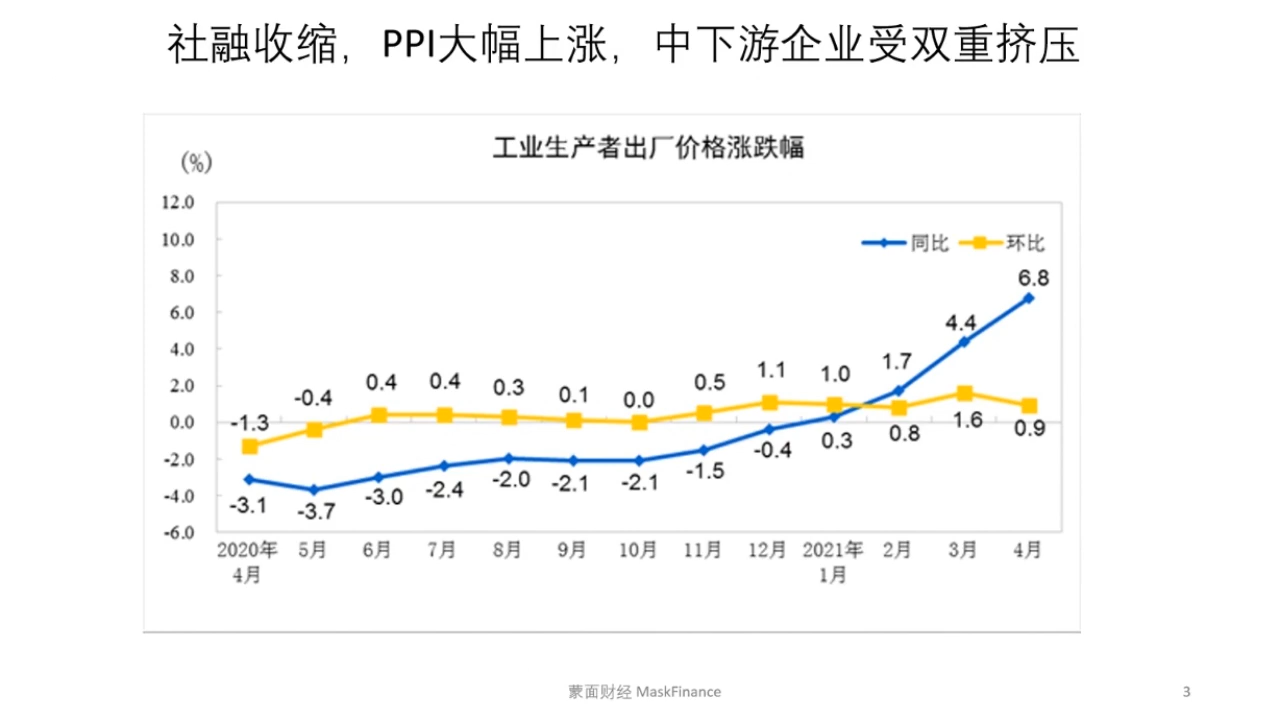 社融收缩，PPI大幅上涨，中下游企业受双重挤压
工业生产者出厂价格涨跌幅
(%)
12.0
10.0
8.0
6.0
4.0
2.0
0.0
-2.0
-4.0
-6.0
同比 环比
-1.3 -0.4 0.4 0.4 0.3 0.1 0.0 0.5 1.1 1.0 0.8 1.6 0.9
-3.1 -3.7 -3.0 -2.4 -2.0 -2.1 -2.1 -1.5 -0.4 0.3 1.7 4.4 6.8
2020年 5月 6月 7月 8月 9月 10月 11月 12月 2021年 2月 3月 4月
4月 1月
蒙面财经 MaskFinance
3